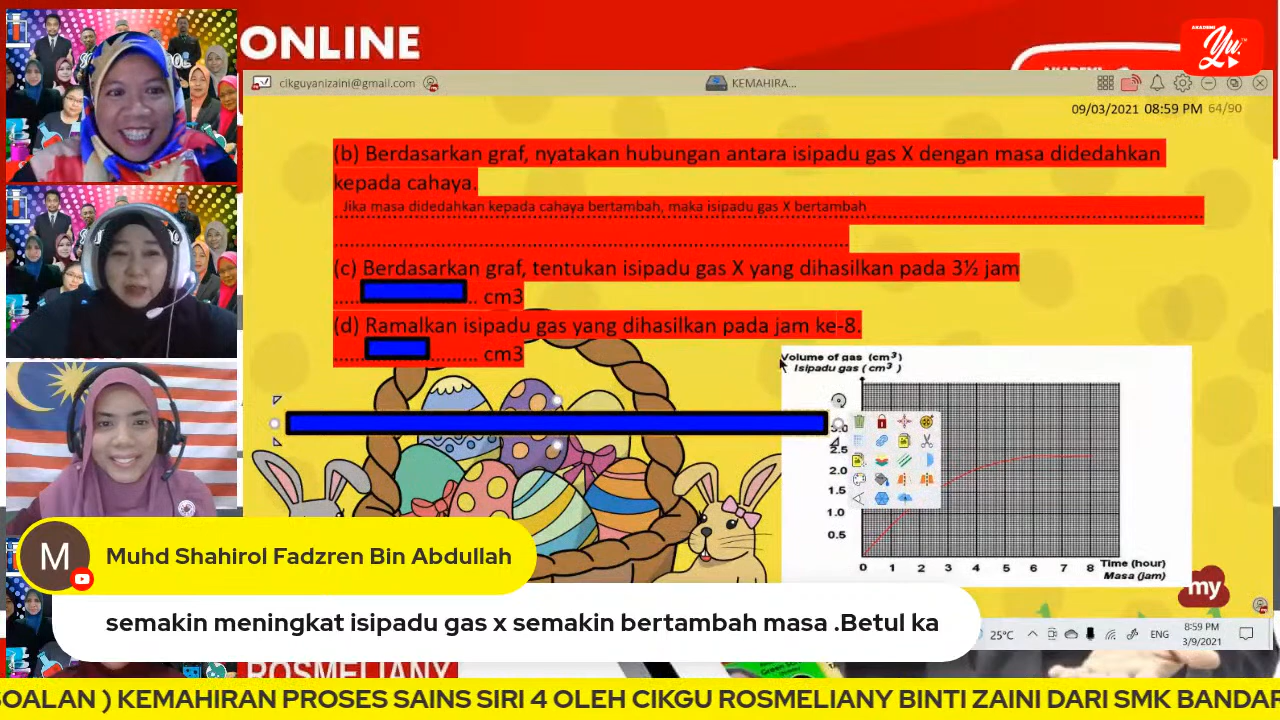 ONLINE
AKADEMI
Yu
cikguyanizaini@gmail.com
KEMAHIRA...
09/03/2021 08:59 PM 64/90
(b) Berdasarkan graf, nyatakan hubungan antara isipadu gas X dengan masa didedahkan
kepada cahaya.
Jika masa didedahkan kepada cahaya bertambah, maka isipadu gas X bertambah
(c) Berdasarkan graf, tentukan isipadu gas X yang dihasilkan pada 3½ jam
cm3
(d) Ramalkan isipadu gas yang dihasilkan pada jam ke-8.
cm3
Volume of gas (cm³)
Isipadu gas (cm³)
2.5
2.0
1.5
1.0
0.5
0 1 2 3 4 5 6 7 8
Time (hour)
Masa (jam)
my
M
Muhd Shahirol Fadzren Bin Abdullah
semakin meningkat isipadu gas x semakin bertambah masa .Betul ka
25°C
ENG
8:59 PM
3/9/2021
ROSMELIANY
SOALAN ) KEMAHIRAN PROSES SAINS SIRI 4 OLEH CIKGU ROSMELIANY BINTI ZAINI DARI SMK BANDAR